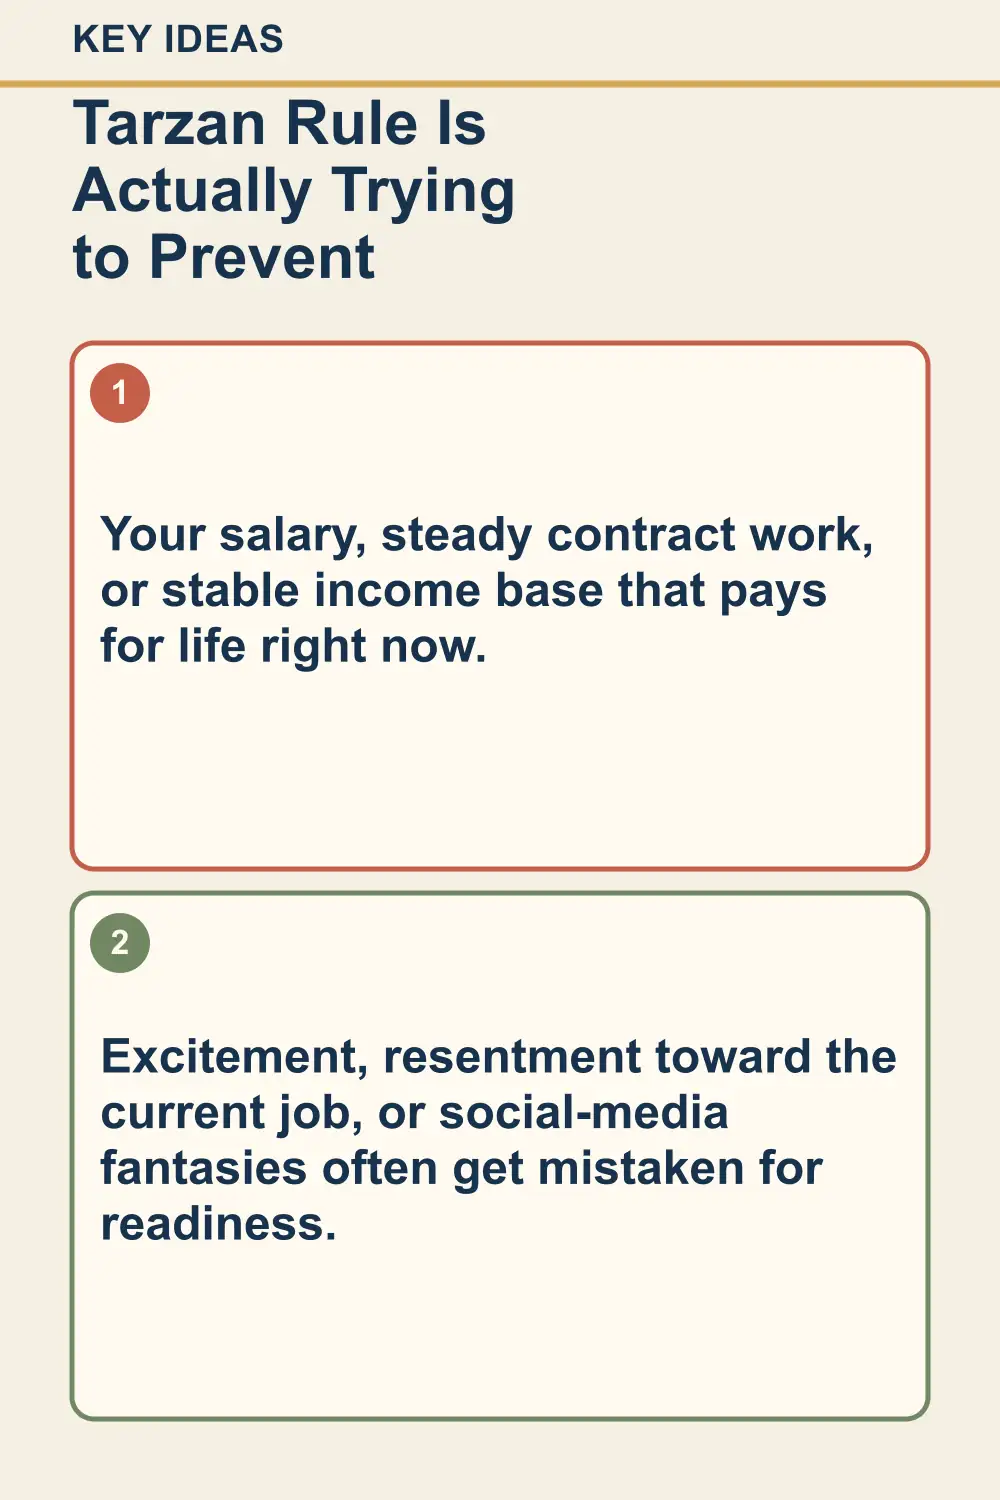 KEY IDEAS
Tarzan Rule Is
Actually Trying
to Prevent
1
Your salary, steady contract work,
or stable income base that pays
for life right now.
2
Excitement, resentment toward the
current job, or social-media
fantasies often get mistaken for
readiness.